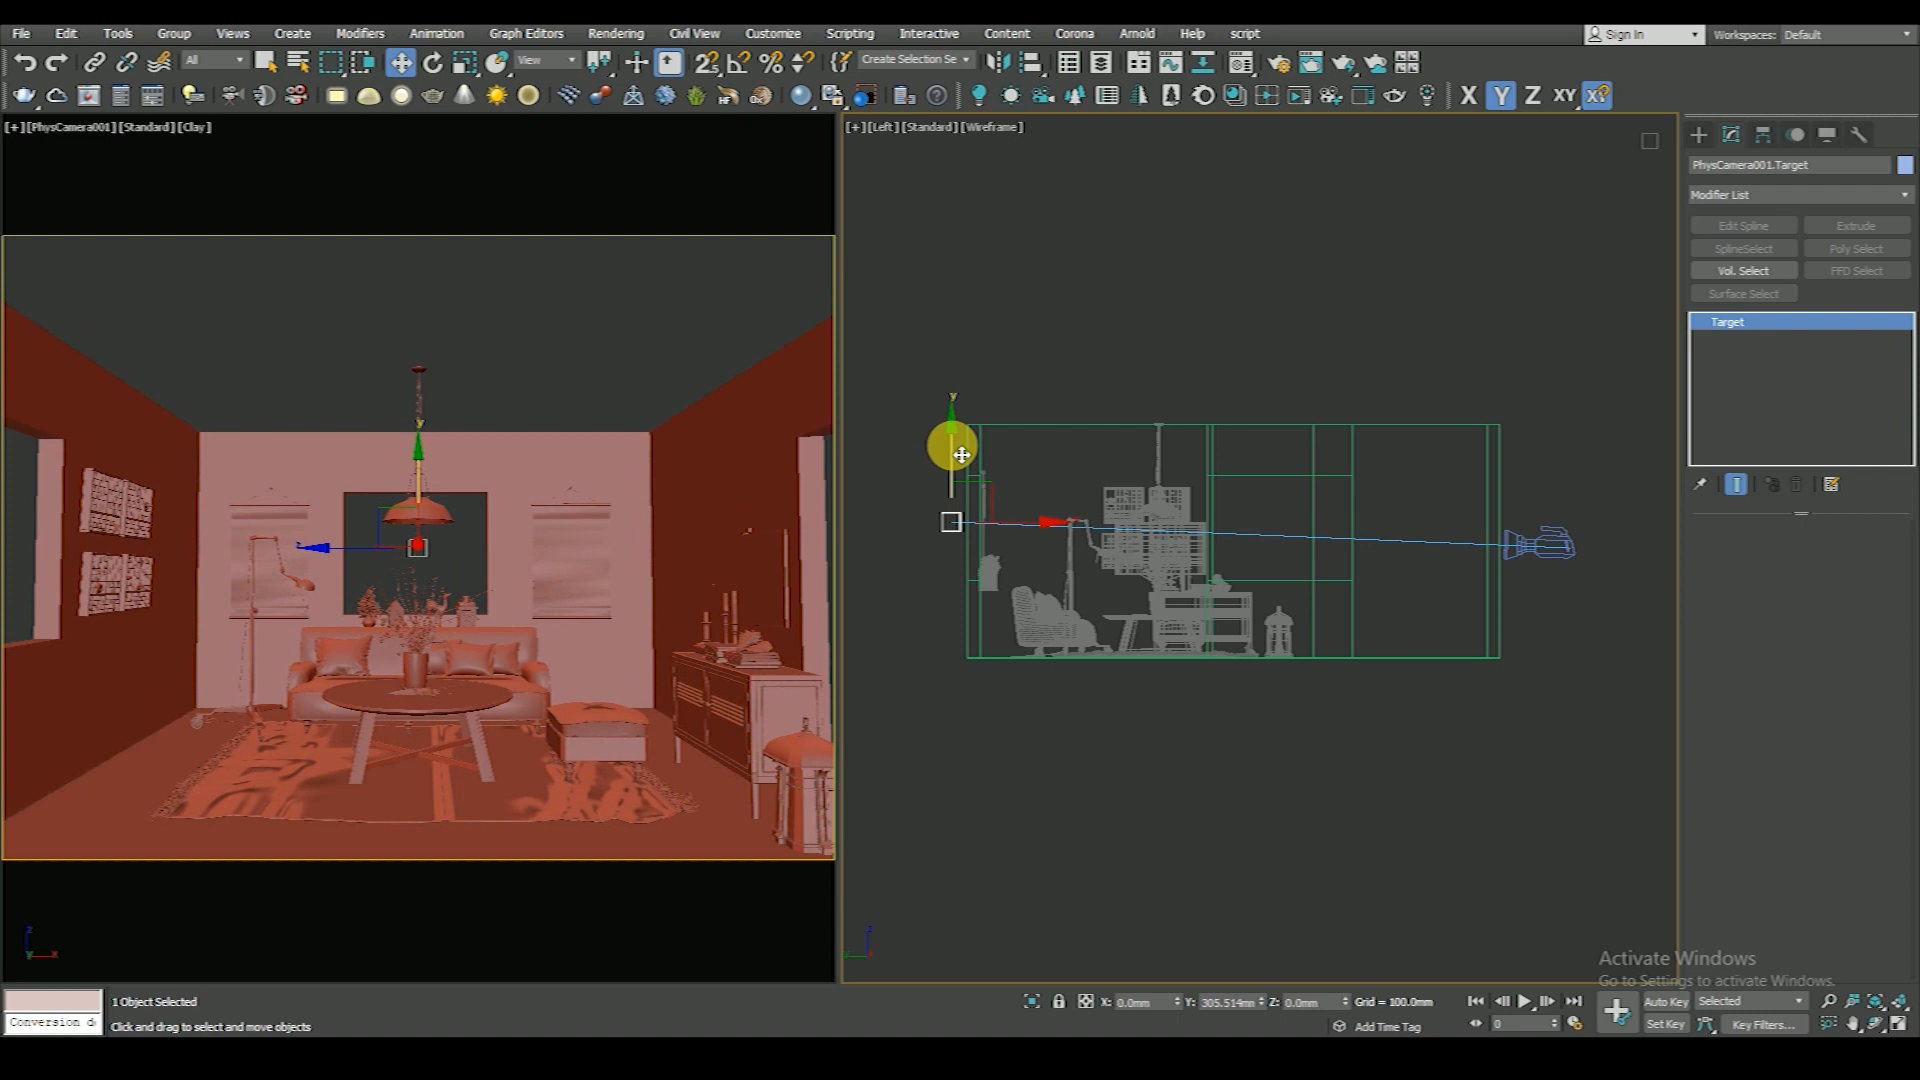 File Edit Tools Group Views Create Modifiers Animation Graph Editors Rendering Civil View Customize Scripting Interactive Content Corona Arnold Help script Sign In Workspaces: Default
All View Create Selection Se
X Y Z XY XY
[+][PhysCamera001][Standard][Clay]
[+][Left][Standard][Wireframe]
PhysCamera001.Target
Modifier List
Edit Spline Extrude
SplineSelect Poly Select
Vol. Select FFD Select
Surface Select
Target
y
y
z
z
y x
z
y x
Activate Windows
Go to Settings to activate Windows.
1 Object Selected X: 0.0mm Y: 305.514mm Z: 0.0mm Grid = 100.0mm Auto Key Selected
Conversion d Click and drag to select and move objects Add Time Tag 0 Set Key Key Filters...